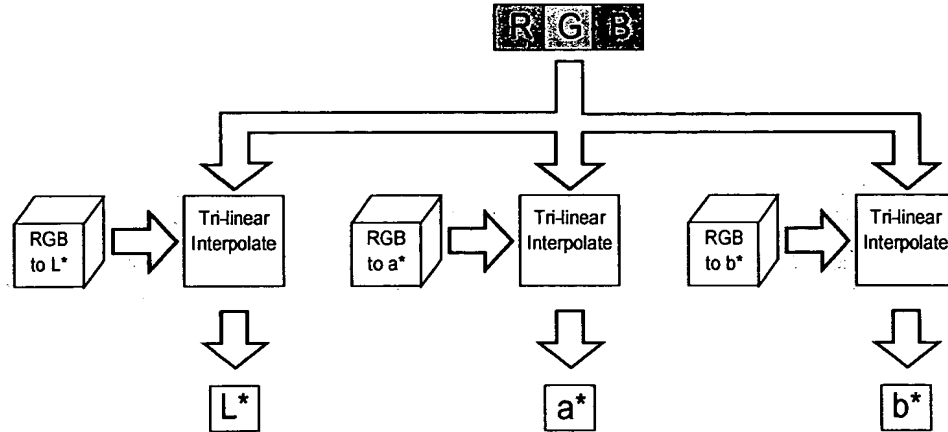 R G B
RGB
to L*
Tri-linear
Interpolate
RGB
to a*
Tri-linear
Interpolate
RGB
to b*
Tri-linear
Interpolate
L*
a*
b*